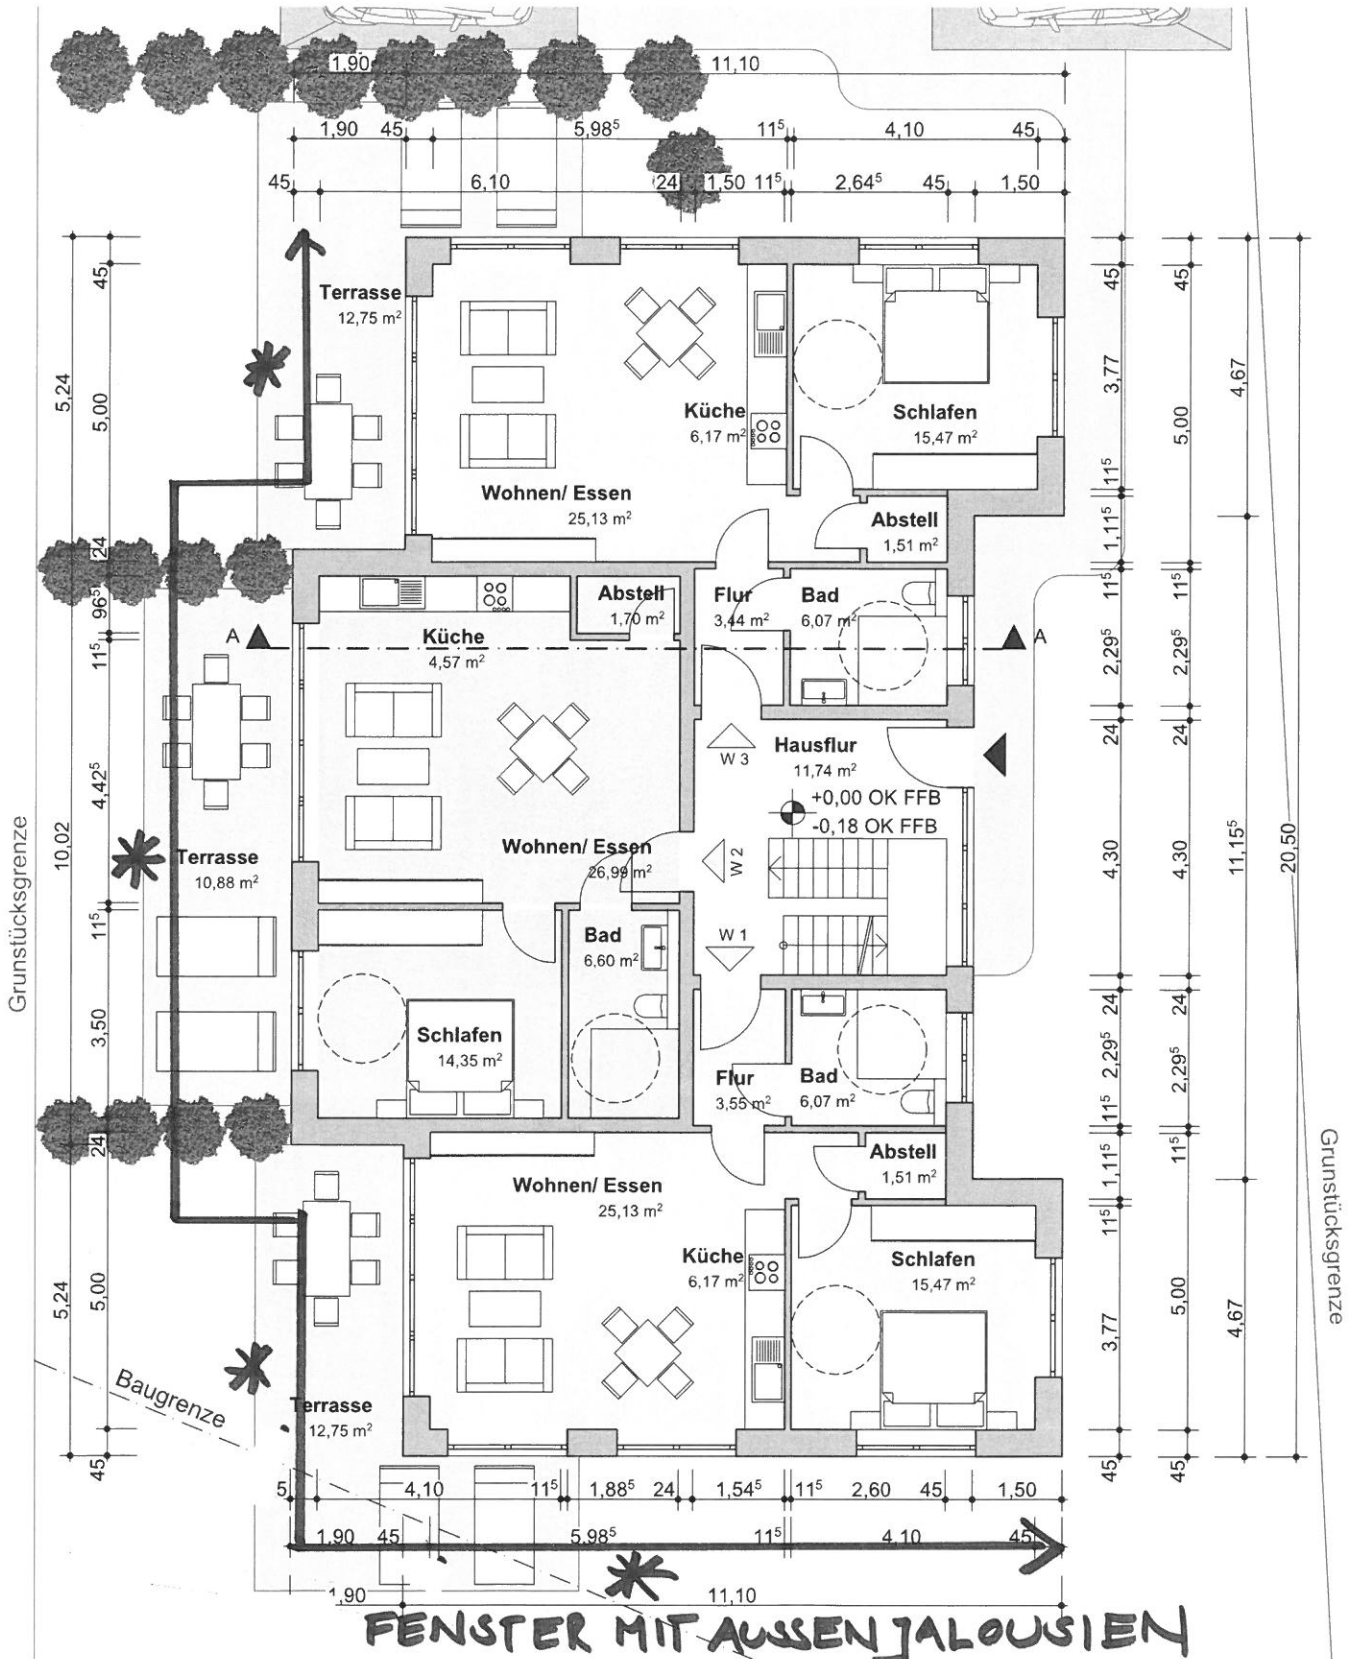 1,90 11,10
1,90 45 5,98⁵ 11⁵ 4,10 45
45 6,10 24 1,50 11⁵ 2,64⁵ 45 1,50
Terrasse
12,75 m²
Küche
6,17 m²
Schlafen
15,47 m²
Wohnen/ Essen
25,13 m²
Abstell
1,51 m²
Abstell
1,70 m²
Flur
3,44 m²
Bad
6,07 m²
A
A
Küche
4,57 m²
W 3
Hausflur
11,74 m²
+0,00 OK FFB
-0,18 OK FFB
Terrasse
10,88 m²
Wohnen/ Essen
26,99 m²
W 2
W 1
Bad
6,60 m²
Schlafen
14,35 m²
Flur
3,55 m²
Bad
6,07 m²
Abstell
1,51 m²
Wohnen/ Essen
25,13 m²
Küche
6,17 m²
Schlafen
15,47 m²
Terrasse
12,75 m²
Baugrenze
Grunstücksgrenze
Grunstücksgrenze
5,24
10,02
5,24
45
5,00
24
96⁵
11⁵
4,42⁵
11⁵
3,50
24
5,00
45
45
3,77
11⁵
1,11⁵
11⁵
2,29⁵
24
4,30
24
2,29⁵
11⁵
1,11⁵
11⁵
3,77
45
45
5,00
11⁵
2,29⁵
24
4,30
24
2,29⁵
11⁵
5,00
45
4,67
11,15⁵
4,67
20,50
5 4,10 11⁵ 1,88⁵ 24 1,54⁵ 11⁵ 2,60 45 1,50
1,90 45 5,98⁵ 11⁵ 4,10 45
1,90 11,10
FENSTER MIT AUSSENJALOUSIEN